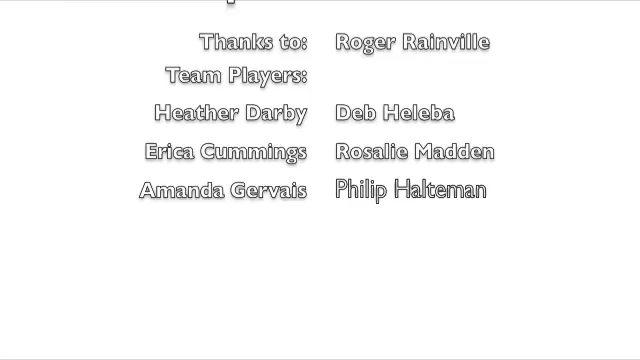 Thanks to: Roger Rainville
Team Players:
Heather Darby Deb Heleba
Erica Cummings Rosalie Madden
Amanda Gervais Philip Halteman